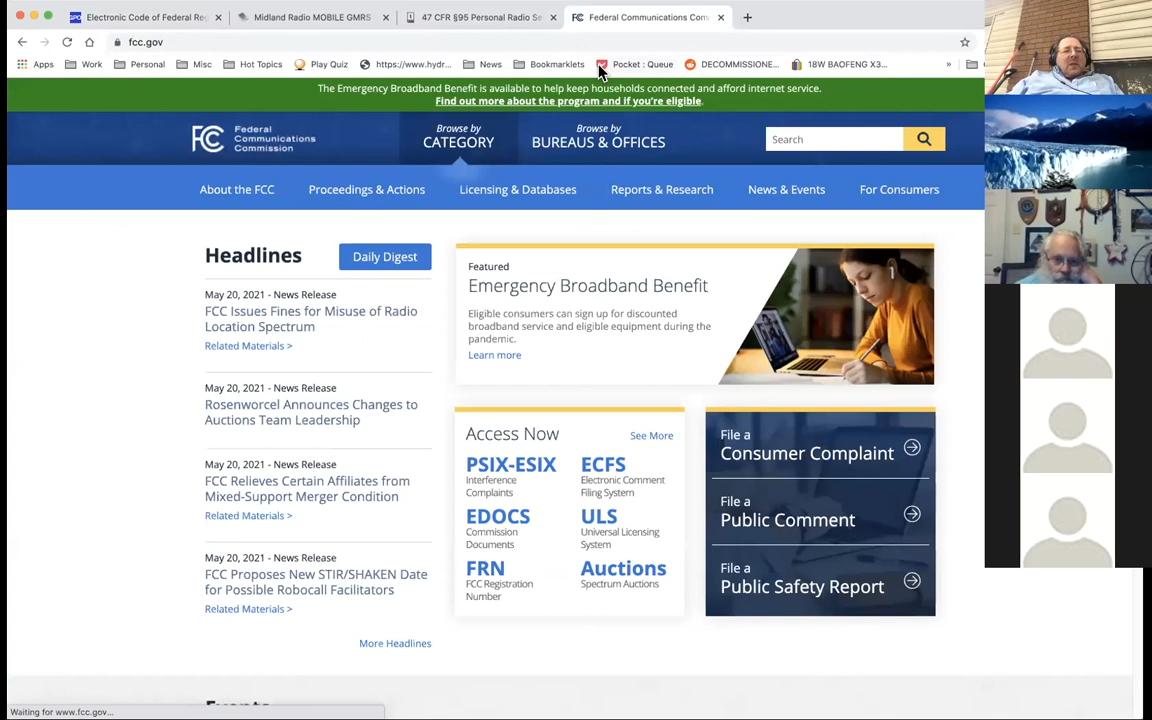 Electronic Code of Federal Reg
Midland Radio MOBILE GMRS
47 CFR §95 Personal Radio Se
Federal Communications Com
fcc.gov
Apps
Work
Personal
Misc
Hot Topics
Play Quiz
https://www.hydr...
News
Bookmarklets
Pocket : Queue
DECOMMISSIONE...
18W BAOFENG X3...
»
The Emergency Broadband Benefit is available to help keep households connected and afford internet service.
Find out more about the program and if you're eligible.
FCC
Federal
Communications
Commission
Browse by
CATEGORY
Browse by
BUREAUS & OFFICES
Search
About the FCC
Proceedings & Actions
Licensing & Databases
Reports & Research
News & Events
For Consumers
Headlines
Daily Digest
May 20, 2021 - News Release
FCC Issues Fines for Misuse of Radio
Location Spectrum
Related Materials >
May 20, 2021 - News Release
Rosenworcel Announces Changes to
Auctions Team Leadership
May 20, 2021 - News Release
FCC Relieves Certain Affiliates from
Mixed-Support Merger Condition
Related Materials >
May 20, 2021 - News Release
FCC Proposes New STIR/SHAKEN Date
for Possible Robocall Facilitators
Related Materials >
More Headlines
Featured
Emergency Broadband Benefit
Eligible consumers can sign up for discounted
broadband service and eligible equipment during the
pandemic.
Learn more
Access Now
See More
PSIX-ESIX
Interference
Complaints
ECFS
Electronic Comment
Filing System
EDOCS
Commission
Documents
ULS
Universal Licensing
System
FRN
FCC Registration
Number
Auctions
Spectrum Auctions
File a
Consumer Complaint
File a
Public Comment
File a
Public Safety Report
Events
Waiting for www.fcc.gov...